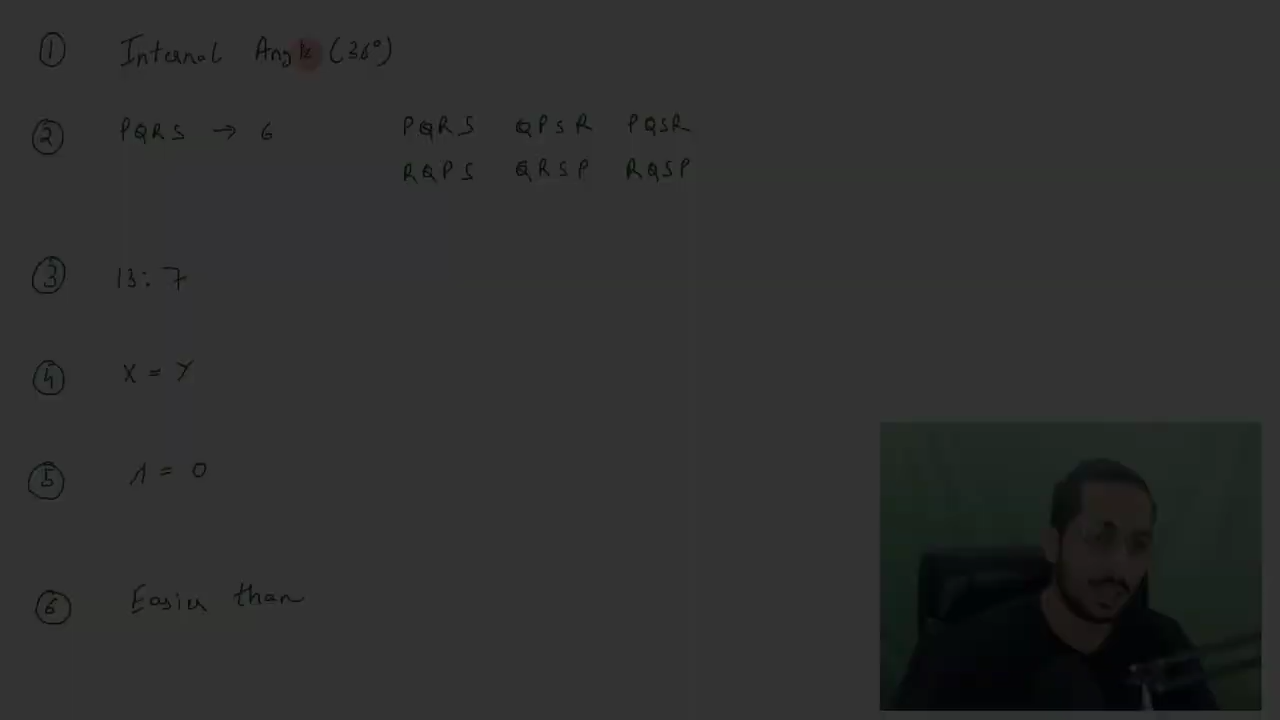 ① Internal Angle (36°)
② PQRS → 6 PQRS QPSR PQSR
RQPS QRSP RQSP
③ 13:7
④ X = Y
⑤ 1 = 0
⑥ Easier than